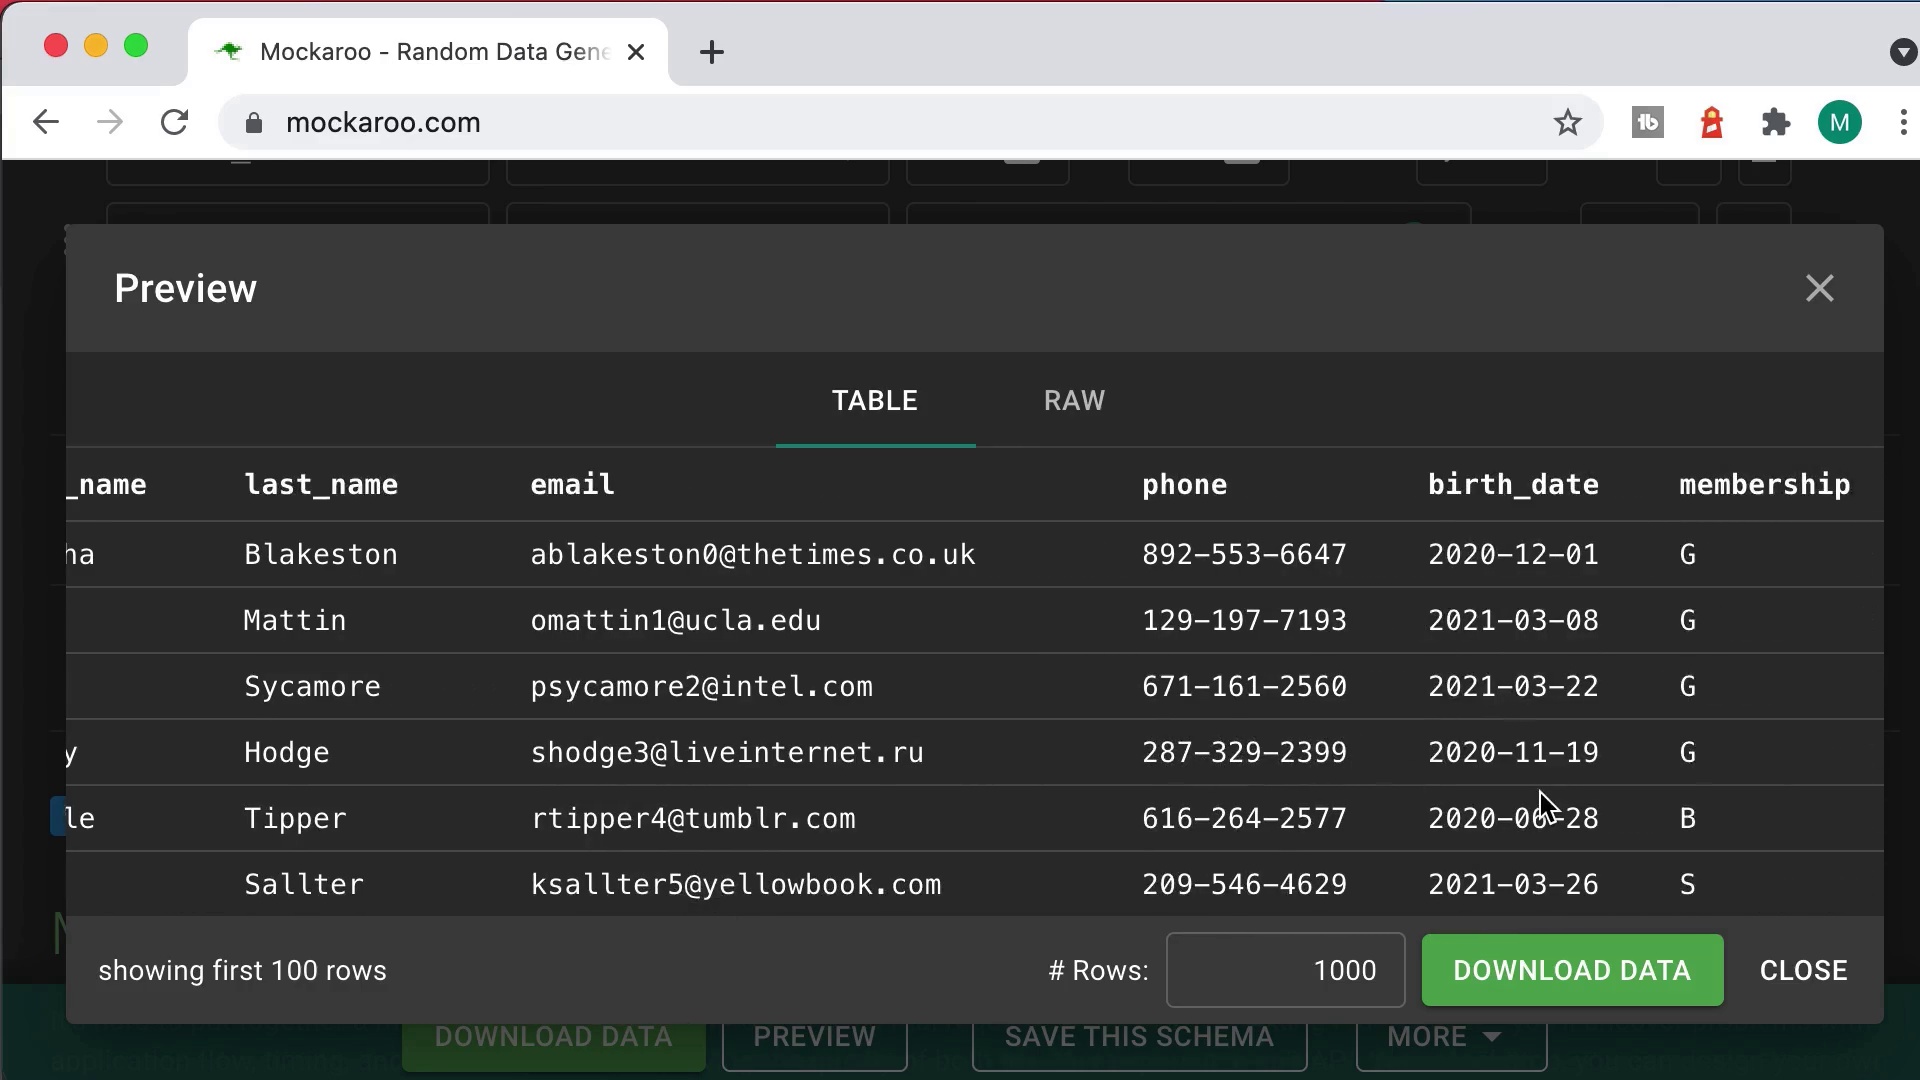 Mockaroo - Random Data Gene
mockaroo.com
M
Preview
TABLE RAW
_name last_name email phone birth_date membership
ha Blakeston ablakeston0@thetimes.co.uk 892-553-6647 2020-12-01 G
Mattin omattin1@ucla.edu 129-197-7193 2021-03-08 G
Sycamore psycamore2@intel.com 671-161-2560 2021-03-22 G
y Hodge shodge3@liveinternet.ru 287-329-2399 2020-11-19 G
le Tipper rtipper4@tumblr.com 616-264-2577 2020-06-28 B
Sallter ksallter5@yellowbook.com 209-546-4629 2021-03-26 S
showing first 100 rows # Rows: 1000 DOWNLOAD DATA CLOSE
DOWNLOAD DATA PREVIEW SAVE THIS SCHEMA MORE